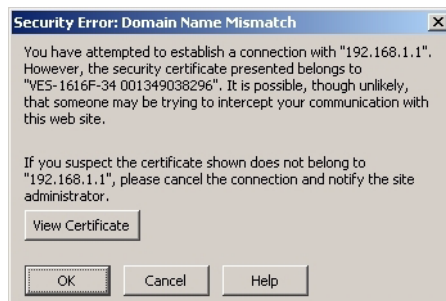 Security Error: Domain Name Mismatch
You have attempted to establish a connection with "192.168.1.1".
However, the security certificate presented belongs to
"VES-1616F-34 001349038296". It is possible, though unlikely,
that someone may be trying to intercept your communication with
this web site.
If you suspect the certificate shown does not belong to
"192.168.1.1", please cancel the connection and notify the site
administrator.
View Certificate
OK Cancel Help